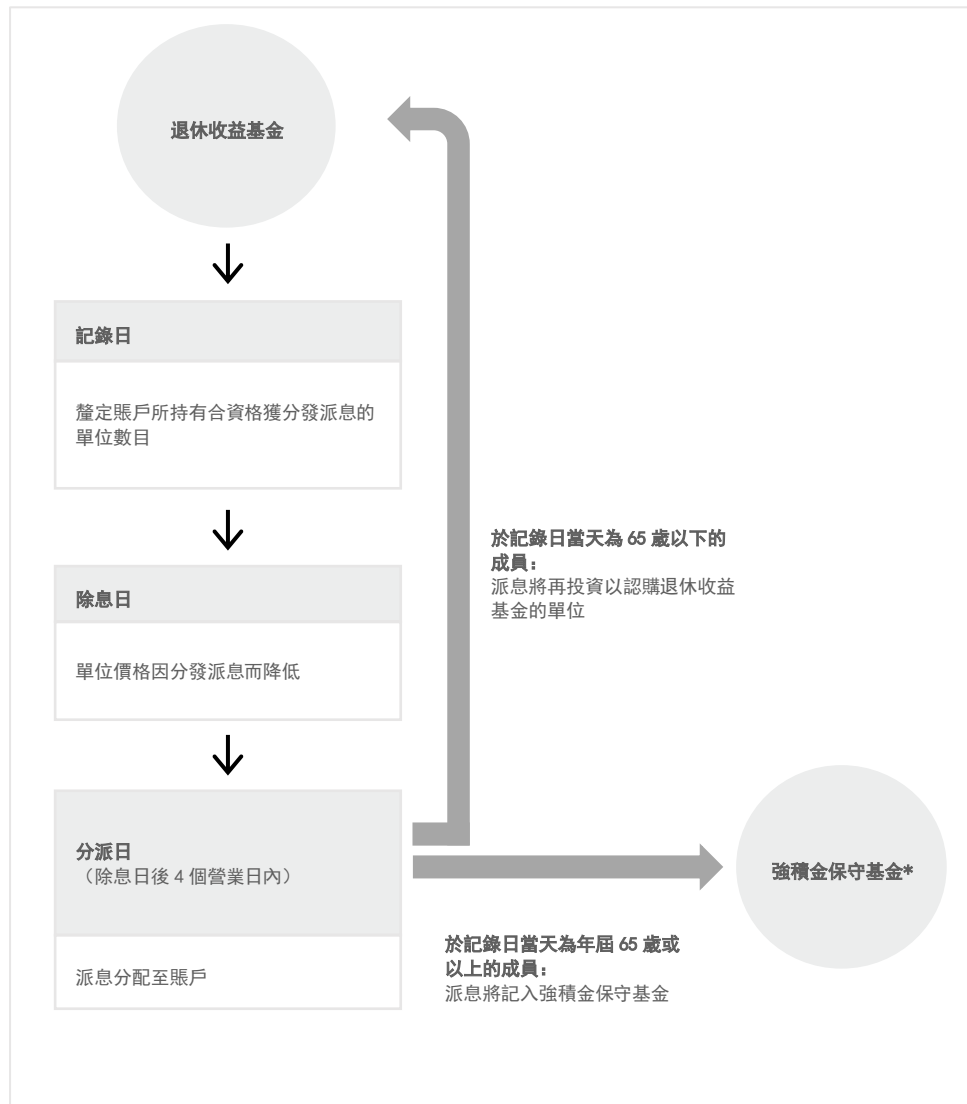 退休收益基金
記錄日
釐定賬戶所持有合資格獲分發派息的
單位數目
除息日
單位價格因分發派息而降低
分派日
（除息日後 4 個營業日內）
派息分配至賬戶
於記錄日當天為 65 歲以下的
成員：
派息將再投資以認購退休收益
基金的單位
強積金保守基金*
於記錄日當天為年屆 65 歲或
以上的成員：
派息將記入強積金保守基金